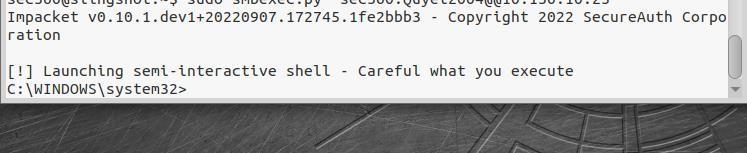 Impacket v0.10.1.dev1+20220907.172745.1fe2bbb3 - Copyright 2022 SecureAuth Corpo
ration
[!] Launching semi-interactive shell - Careful what you execute
C:\WINDOWS\system32>